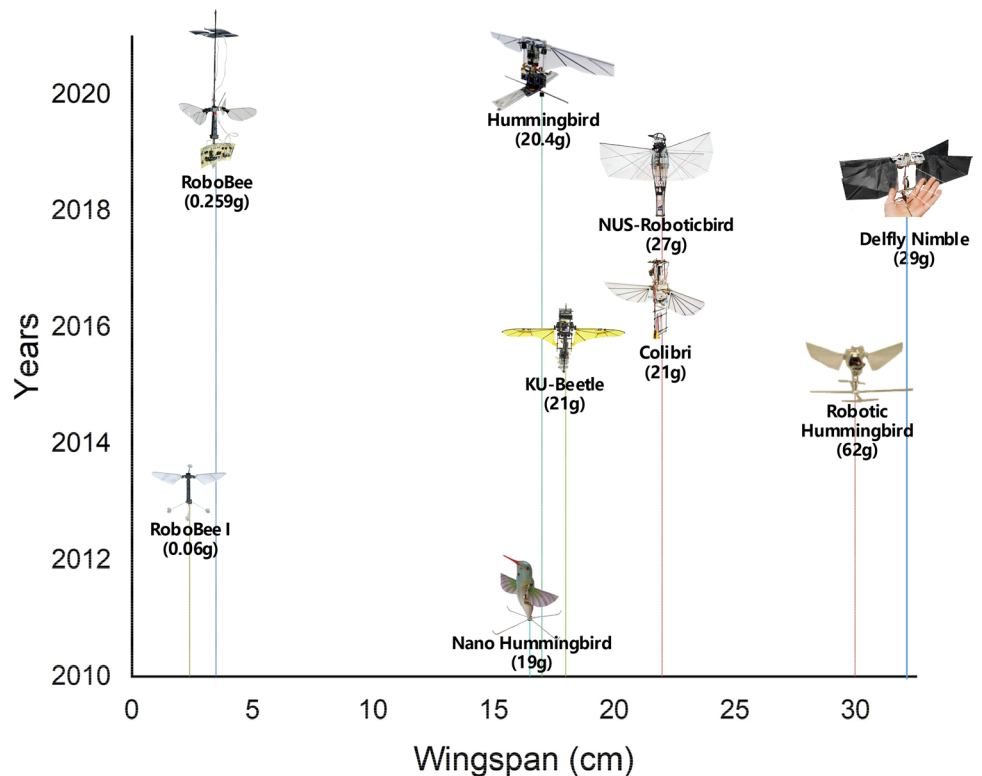 2020
2018
2016
2014
2012
2010
Years
RoboBee
(0.259g)
Hummingbird
(20.4g)
NUS-Roboticbird
(27g)
Delfly Nimble
(29g)
Colibri
(21g)
KU-Beetle
(21g)
Robotic
Hummingbird
(62g)
RoboBee I
(0.06g)
Nano Hummingbird
(19g)
0
5
10
15
20
25
30
Wingspan (cm)